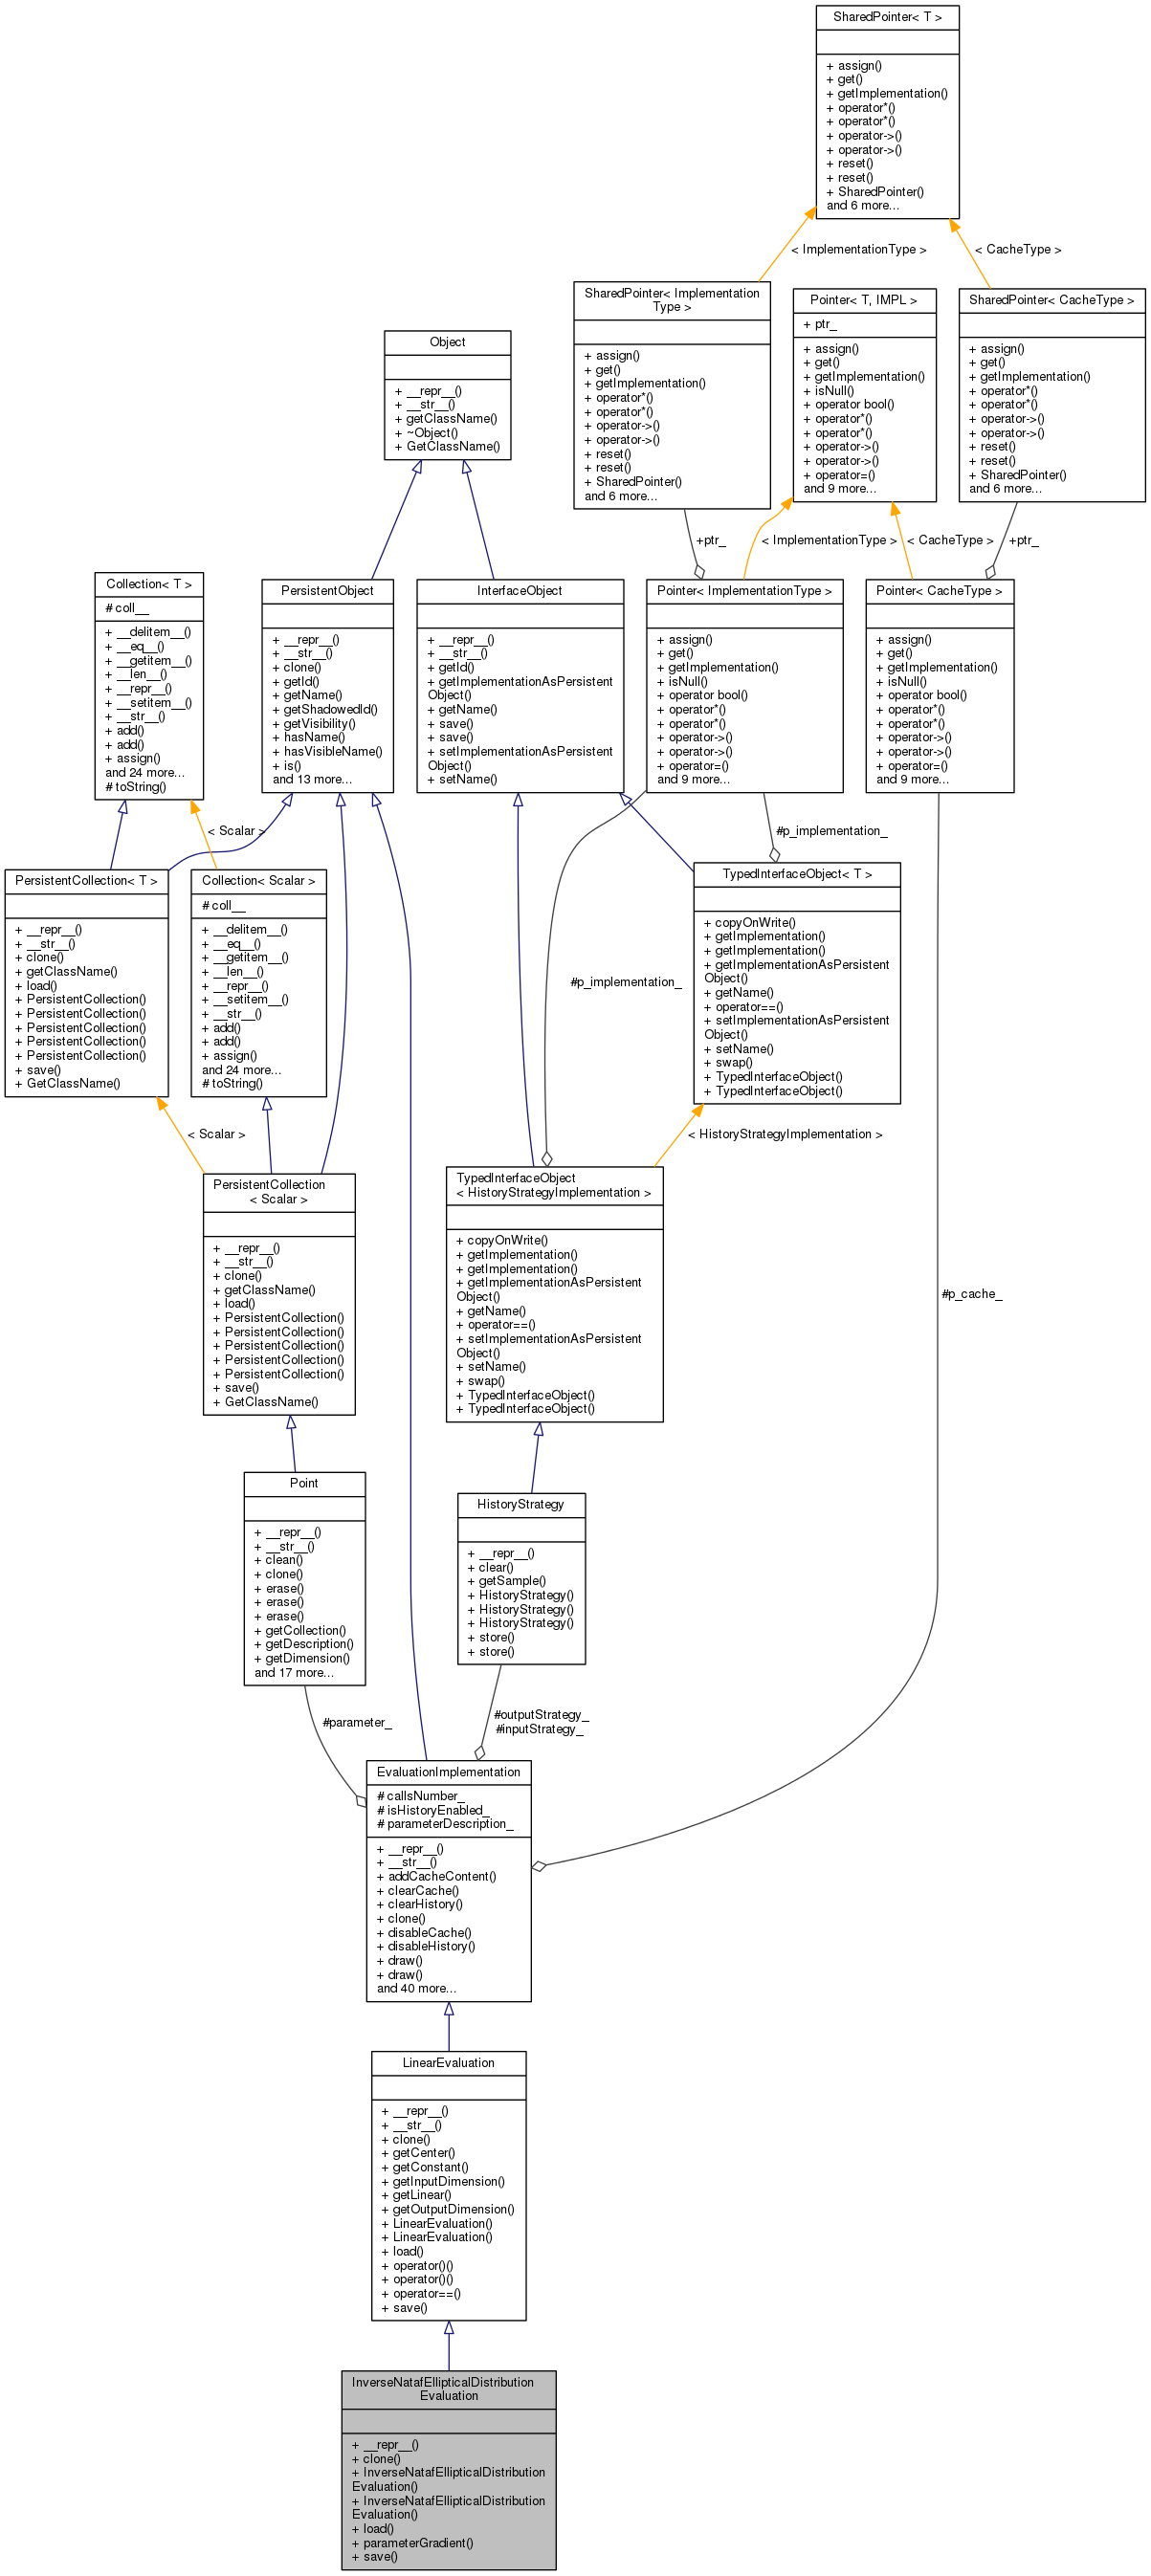 SharedPointer< T >
+ assign()
+ get()
+ getImplementation()
+ operator*()
+ operator*()
+ operator->()
+ operator->()
+ reset()
+ reset()
+ SharedPointer()
and 6 more...
< ImplementationType >
< CacheType >
SharedPointer< Implementation
Type >
+ assign()
+ get()
+ getImplementation()
+ operator*()
+ operator*()
+ operator->()
+ operator->()
+ reset()
+ reset()
+ SharedPointer()
and 6 more...
Pointer< T, IMPL >
+ ptr_
+ assign()
+ get()
+ getImplementation()
+ isNull()
+ operator bool()
+ operator*()
+ operator*()
+ operator->()
+ operator->()
+ operator=()
and 9 more...
SharedPointer< CacheType >
+ assign()
+ get()
+ getImplementation()
+ operator*()
+ operator*()
+ operator->()
+ operator->()
+ reset()
+ reset()
+ SharedPointer()
and 6 more...
Object
+ __repr__()
+ __str__()
+ getClassName()
+ ~Object()
+ GetClassName()
+ptr_
< ImplementationType >
< CacheType >
+ptr_
Collection< T >
# coll__
+ __delitem__()
+ __eq__()
+ __getitem__()
+ __len__()
+ __repr__()
+ __setitem__()
+ __str__()
+ add()
+ add()
+ assign()
and 24 more...
# toString()
PersistentObject
+ __repr__()
+ __str__()
+ clone()
+ getId()
+ getName()
+ getShadowedId()
+ getVisibility()
+ hasName()
+ hasVisibleName()
+ is()
and 13 more...
InterfaceObject
+ __repr__()
+ __str__()
+ getId()
+ getImplementationAsPersistent
Object()
+ getName()
+ save()
+ save()
+ setImplementationAsPersistent
Object()
+ setName()
Pointer< ImplementationType >
+ assign()
+ get()
+ getImplementation()
+ isNull()
+ operator bool()
+ operator*()
+ operator*()
+ operator->()
+ operator->()
+ operator=()
and 9 more...
Pointer< CacheType >
+ assign()
+ get()
+ getImplementation()
+ isNull()
+ operator bool()
+ operator*()
+ operator*()
+ operator->()
+ operator->()
+ operator=()
and 9 more...
< Scalar >
#p_implementation_
PersistentCollection< T >
+ __repr__()
+ __str__()
+ clone()
+ getClassName()
+ load()
+ PersistentCollection()
+ PersistentCollection()
+ PersistentCollection()
+ PersistentCollection()
+ PersistentCollection()
+ save()
+ GetClassName()
Collection< Scalar >
# coll__
+ __delitem__()
+ __eq__()
+ __getitem__()
+ __len__()
+ __repr__()
+ __setitem__()
+ __str__()
+ add()
+ add()
+ assign()
and 24 more...
# toString()
#p_implementation_
TypedInterfaceObject< T >
+ copyOnWrite()
+ getImplementation()
+ getImplementation()
+ getImplementationAsPersistent
Object()
+ getName()
+ operator==()
+ setImplementationAsPersistent
Object()
+ setName()
+ swap()
+ TypedInterfaceObject()
+ TypedInterfaceObject()
< Scalar >
< HistoryStrategyImplementation >
PersistentCollection
< Scalar >
+ __repr__()
+ __str__()
+ clone()
+ getClassName()
+ load()
+ PersistentCollection()
+ PersistentCollection()
+ PersistentCollection()
+ PersistentCollection()
+ PersistentCollection()
+ save()
+ GetClassName()
TypedInterfaceObject
< HistoryStrategyImplementation >
+ copyOnWrite()
+ getImplementation()
+ getImplementation()
+ getImplementationAsPersistent
Object()
+ getName()
+ operator==()
+ setImplementationAsPersistent
Object()
+ setName()
+ swap()
+ TypedInterfaceObject()
+ TypedInterfaceObject()
#p_cache_
Point
+ __repr__()
+ __str__()
+ clean()
+ clone()
+ erase()
+ erase()
+ erase()
+ getCollection()
+ getDescription()
+ getDimension()
and 17 more...
HistoryStrategy
+ __repr__()
+ clear()
+ getSample()
+ HistoryStrategy()
+ HistoryStrategy()
+ HistoryStrategy()
+ store()
+ store()
#parameter_
#outputStrategy_
#inputStrategy_
EvaluationImplementation
# callsNumber_
# isHistoryEnabled_
# parameterDescription_
+ __repr__()
+ __str__()
+ addCacheContent()
+ clearCache()
+ clearHistory()
+ clone()
+ disableCache()
+ disableHistory()
+ draw()
+ draw()
and 40 more...
LinearEvaluation
+ __repr__()
+ __str__()
+ clone()
+ getCenter()
+ getConstant()
+ getInputDimension()
+ getLinear()
+ getOutputDimension()
+ LinearEvaluation()
+ LinearEvaluation()
+ load()
+ operator()()
+ operator()()
+ operator==()
+ save()
InverseNatafEllipticalDistribution
Evaluation
+ __repr__()
+ clone()
+ InverseNatafEllipticalDistribution
Evaluation()
+ InverseNatafEllipticalDistribution
Evaluation()
+ load()
+ parameterGradient()
+ save()